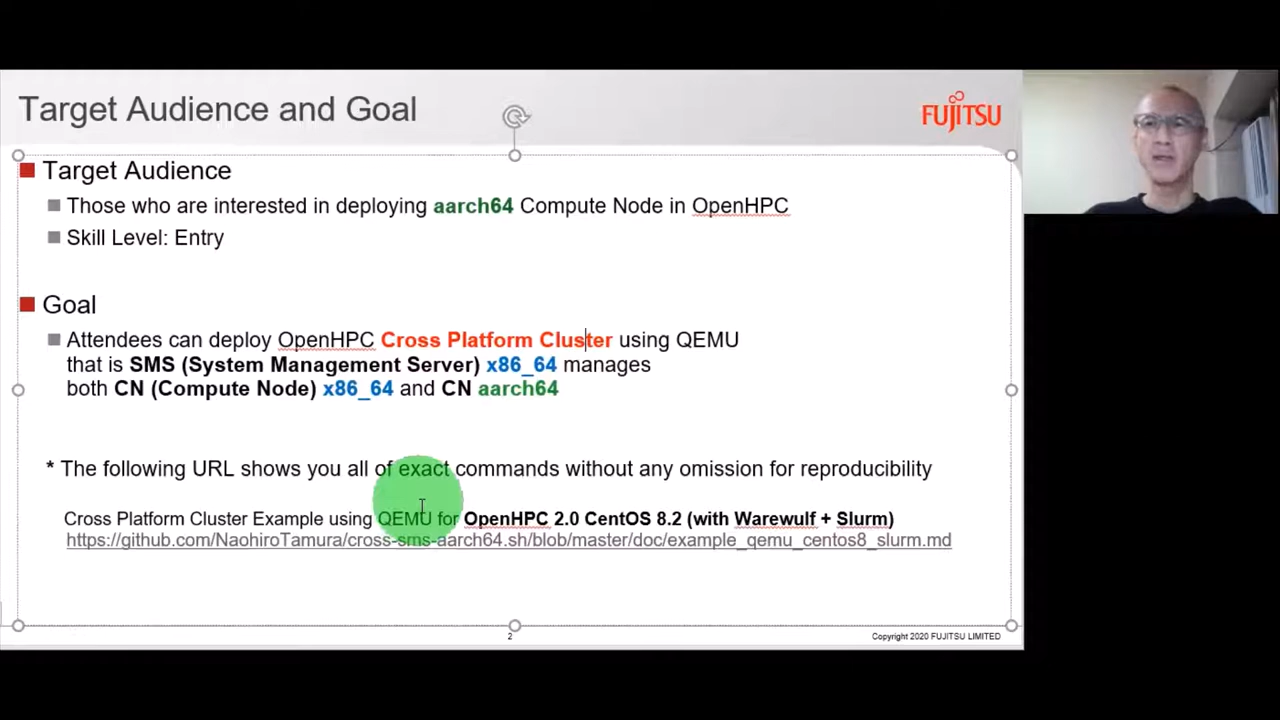 Target Audience and Goal
FUJITSU
Target Audience
Those who are interested in deploying aarch64 Compute Node in OpenHPC
Skill Level: Entry
Goal
Attendees can deploy OpenHPC Cross Platform Cluster using QEMU
that is SMS (System Management Server) x86_64 manages
both CN (Compute Node) x86_64 and CN aarch64
* The following URL shows you all of exact commands without any omission for reproducibility
Cross Platform Cluster Example using QEMU for OpenHPC 2.0 CentOS 8.2 (with Warewulf + Slurm)
https://github.com/NaohiroTamura/cross-sms-aarch64.sh/blob/master/doc/example_qemu_centos8_slurm.md
2
Copyright 2020 FUJITSU LIMITED